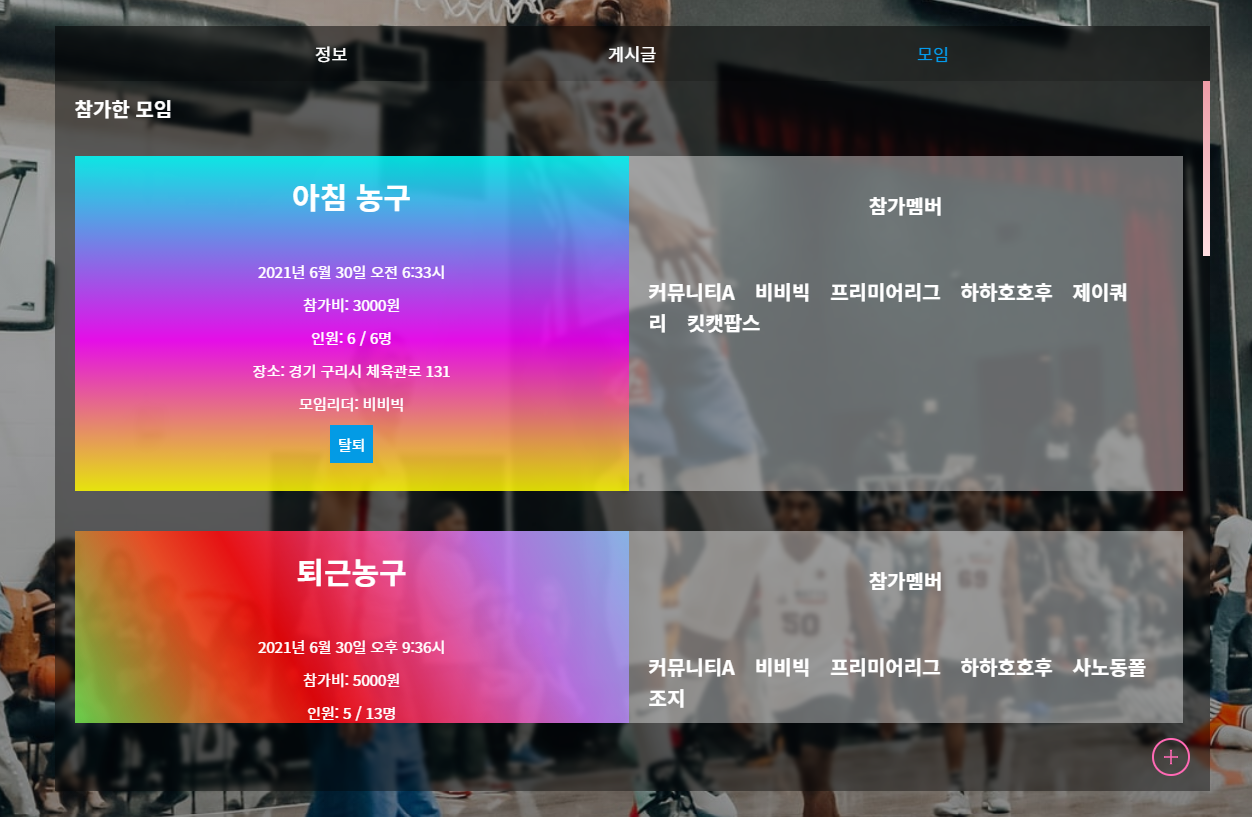 정보 게시글 모임
참가한 모임
아침 농구
2021년 6월 30일 오전 6:33시
참가비: 3000원
인원: 6 / 6명
장소: 경기 구리시 체육관로 131
모임리더: 비비빅
탈퇴
참가멤버
커뮤니티A 비비빅 프리미어리그 하하호호후 제이쿼
리 킷캣팝스
퇴근농구
2021년 6월 30일 오후 9:36시
참가비: 5000원
인원: 5 / 13명
참가멤버
커뮤니티A 비비빅 프리미어리그 하하호호후 사노동폴
조지
52
50
69